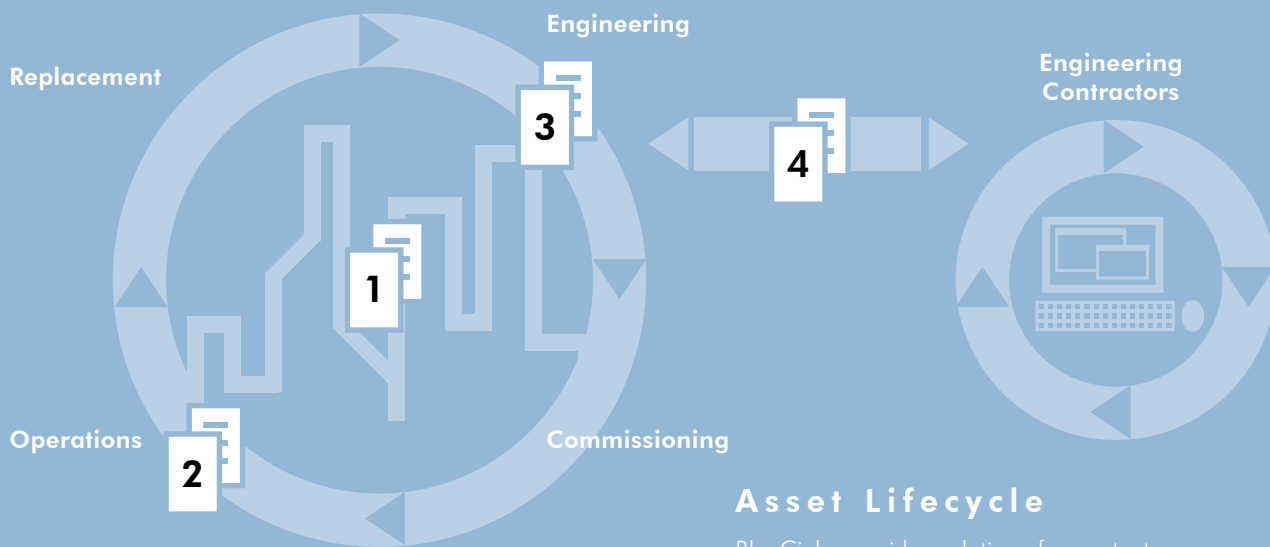 Engineering
Replacement
Engineering
Contractors
3
4
1
Operations
Commissioning
2
Asset Lifecycle